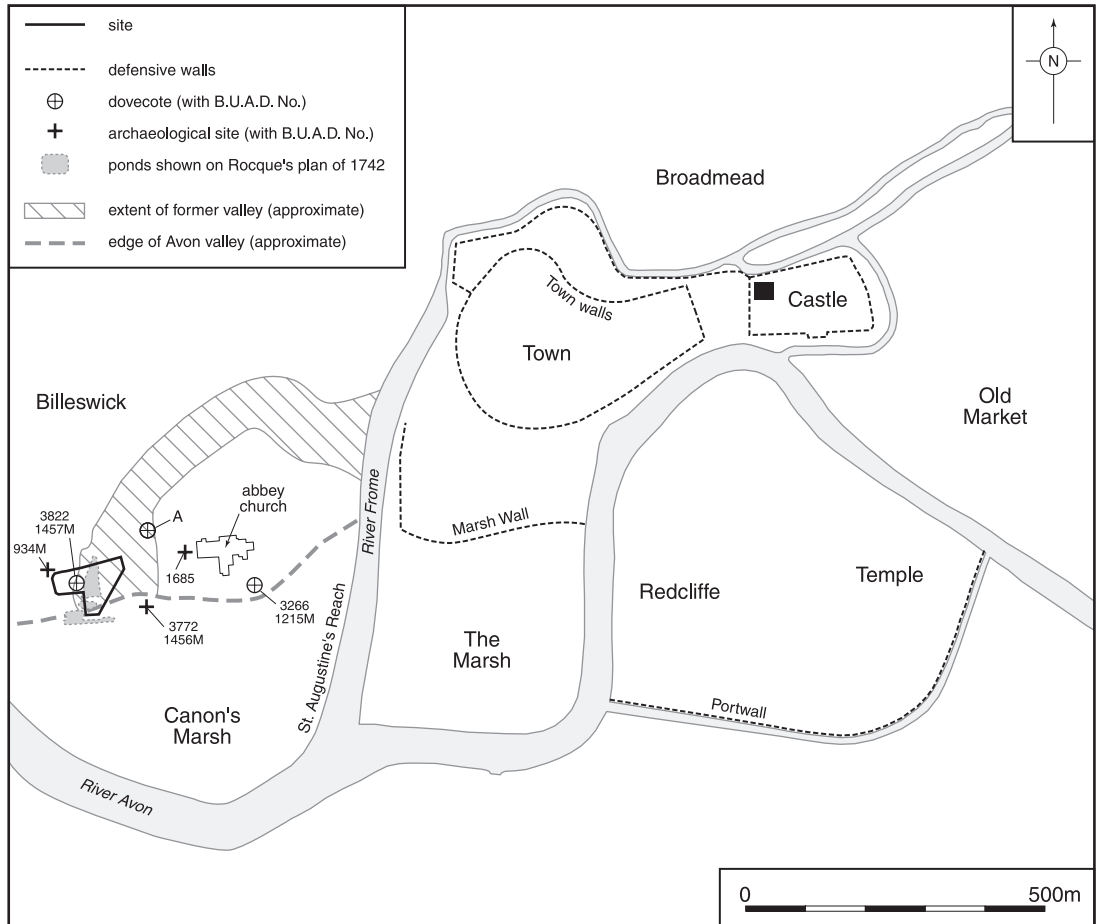 site
defensive walls
dovecote (with B.U.A.D. No.)
archaeological site (with B.U.A.D. No.)
ponds shown on Rocque's plan of 1742
extent of former valley (approximate)
edge of Avon valley (approximate)
N
Broadmead
Town walls
Castle
Town
Old
Market
Billeswick
abbey
church
A
3822
1457M
934M
1685
River Frome
Marsh Wall
3266
1215M
3772
1456M
Redcliffe
Temple
St. Augustine's Reach
The
Marsh
Canon's
Marsh
Portwall
River Avon
0
500m